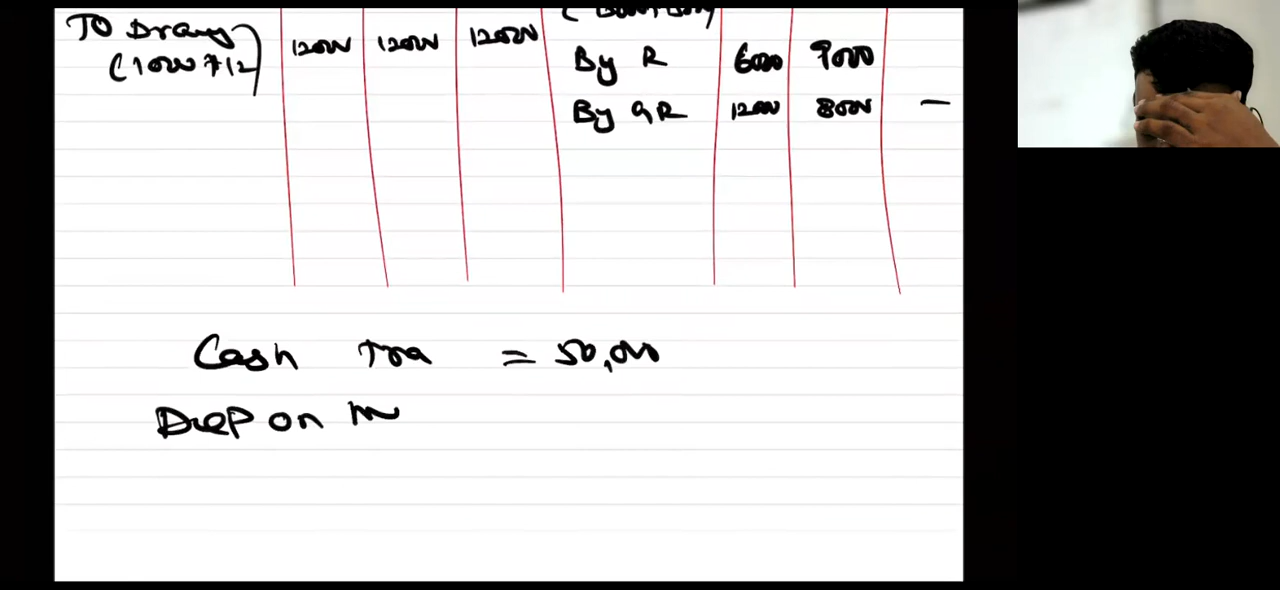 To Drawg 12000 12000 12000
(1000 * 12)
By R 6000 9000
By GR 12000 8000 —
Cash Tra = 50,000
Dep on m